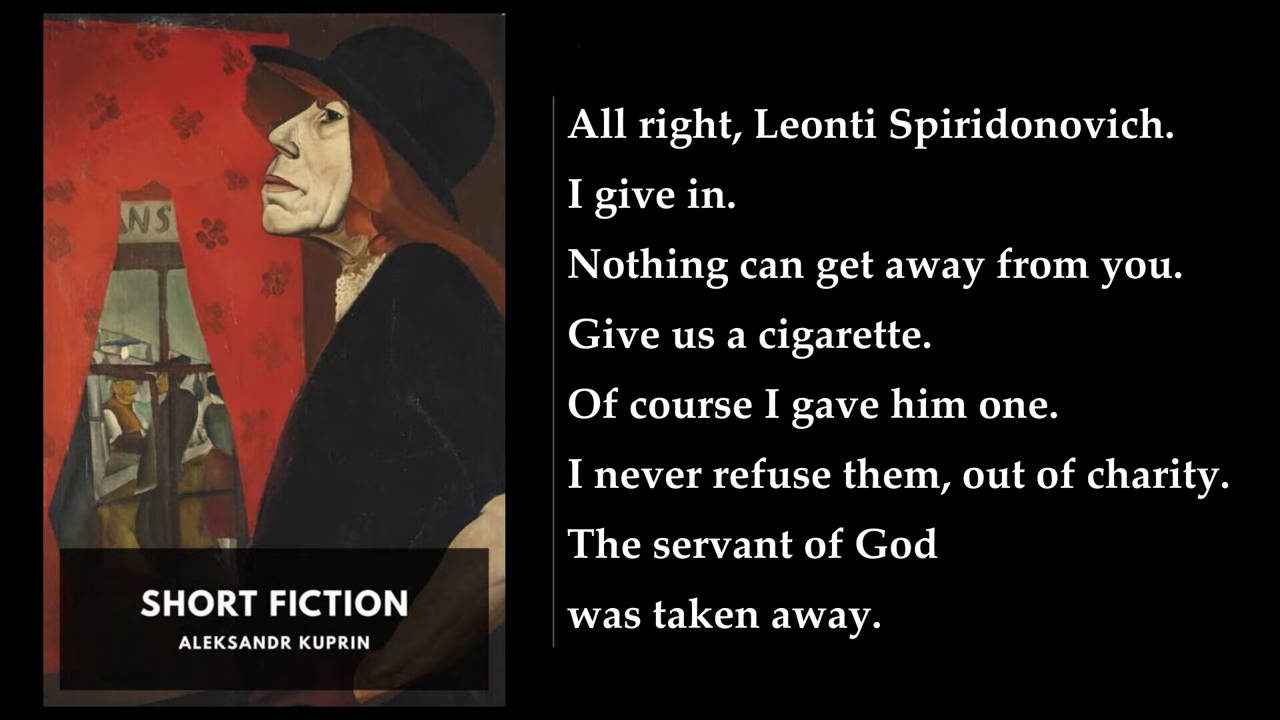 ANS
SHORT FICTION
ALEKSANDR KUPRIN
All right, Leonti Spiridonovich.
I give in.
Nothing can get away from you.
Give us a cigarette.
Of course I gave him one.
I never refuse them, out of charity.
The servant of God
was taken away.